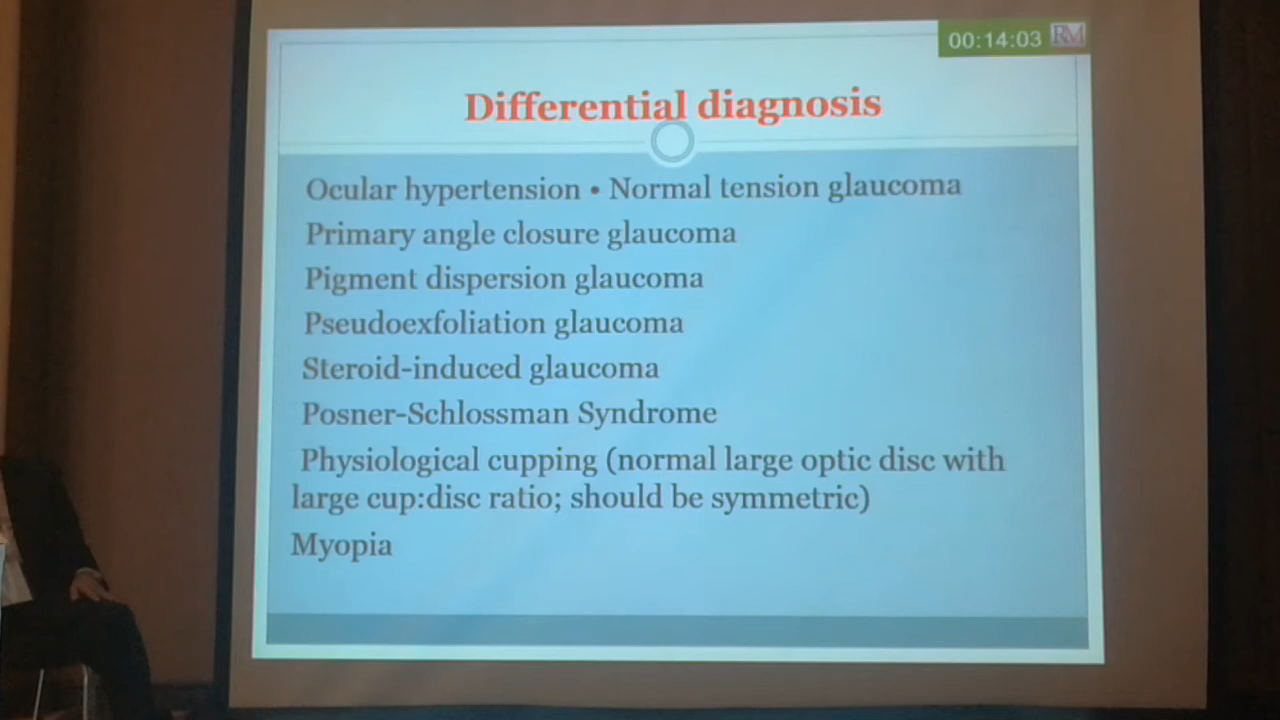 00:14:03 RM
Differential diagnosis
Ocular hypertension • Normal tension glaucoma
Primary angle closure glaucoma
Pigment dispersion glaucoma
Pseudoexfoliation glaucoma
Steroid-induced glaucoma
Posner-Schlossman Syndrome
Physiological cupping (normal large optic disc with
large cup:disc ratio; should be symmetric)
Myopia